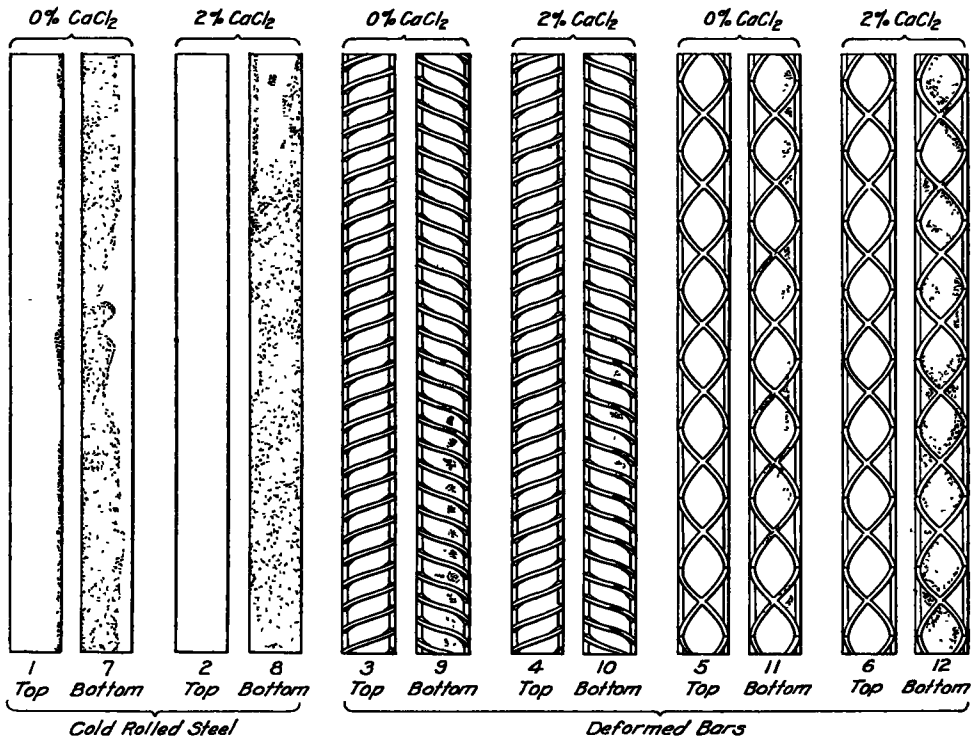 0% CaCl2 2% CaCl2 0% CaCl2 2% CaCl2 0% CaCl2 2% CaCl2
1 7 2 8 3 9 4 10 5 11 6 12
Top Bottom Top Bottom Top Bottom Top Bottom Top Bottom Top Bottom
Cold Rolled Steel Deformed Bars